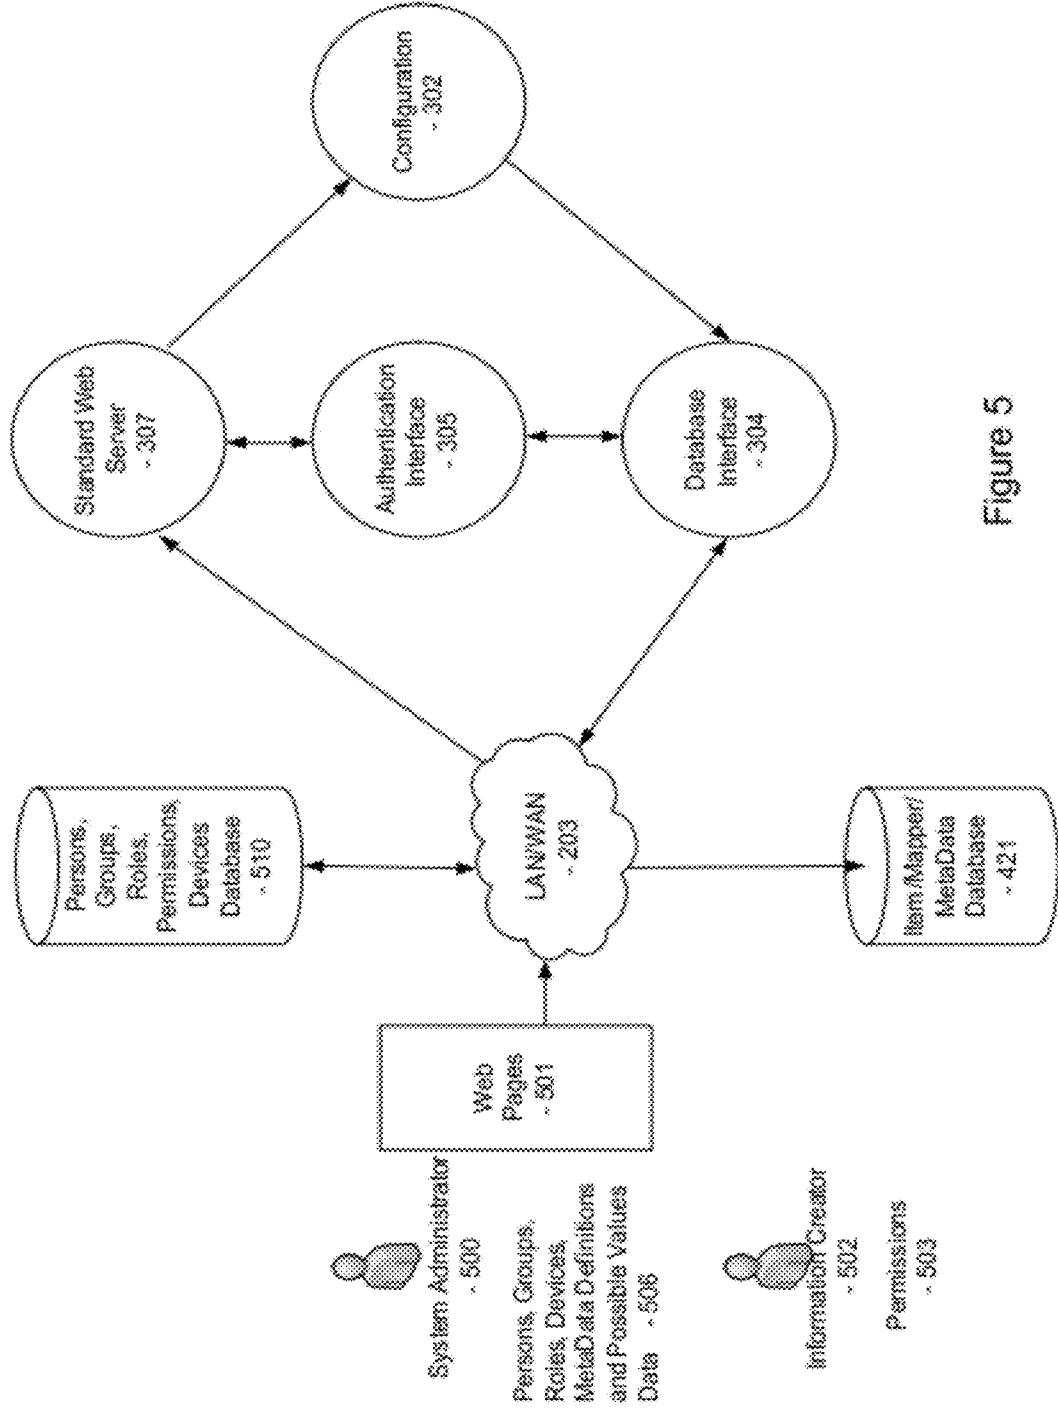 System Administrator
- 500
Persons, Groups,
Roles, Devices,
MetaData Definitions
and Possible Values
Data - 506
Information Creator
- 502
Permissions
- 503
Web
Pages
- 501
Persons,
Groups,
Roles,
Permissions,
Devices
Database
- 510
LAN/WAN
- 203
Item /Mapper/
MetaData
Database
- 421
Standard Web
Server
- 307
Authentication
Interface
- 305
Database
Interface
- 304
Configuration
- 302
Figure 5